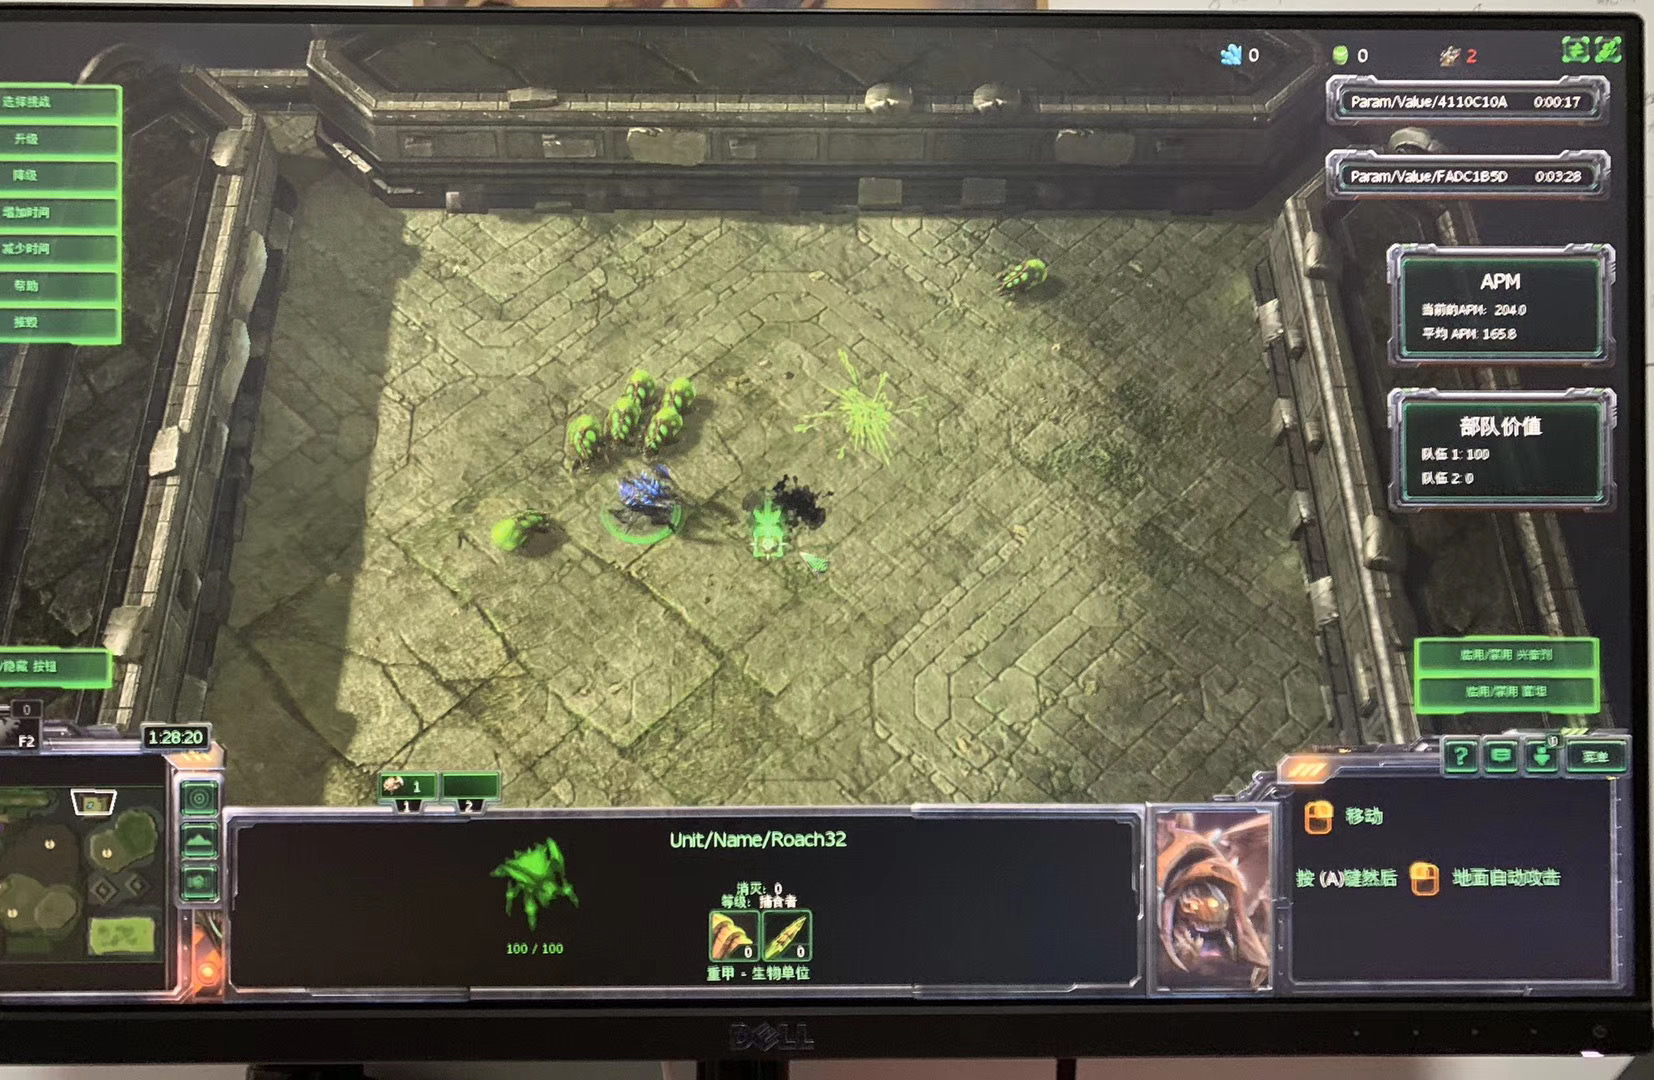 0
0
2
Param/Value/4110C10A 0:00:17
Param/Value/FADC1B5D 0:03:28
选择挑战
升级
降级
增加时间
减少时间
帮助
摧毁
APM
当前的APM: 204.0
平均 APM: 165.8
部队价值
队伍 1: 100
队伍 2: 0
/隐藏 按钮
0
F2
1:28:20
1
1
2
?
菜单
Unit/Name/Roach32
消灭: 0
等级: 捕食者
0
0
100 / 100
重甲 - 生物单位
移动
按 (A)键然后
地面自动攻击
DELL